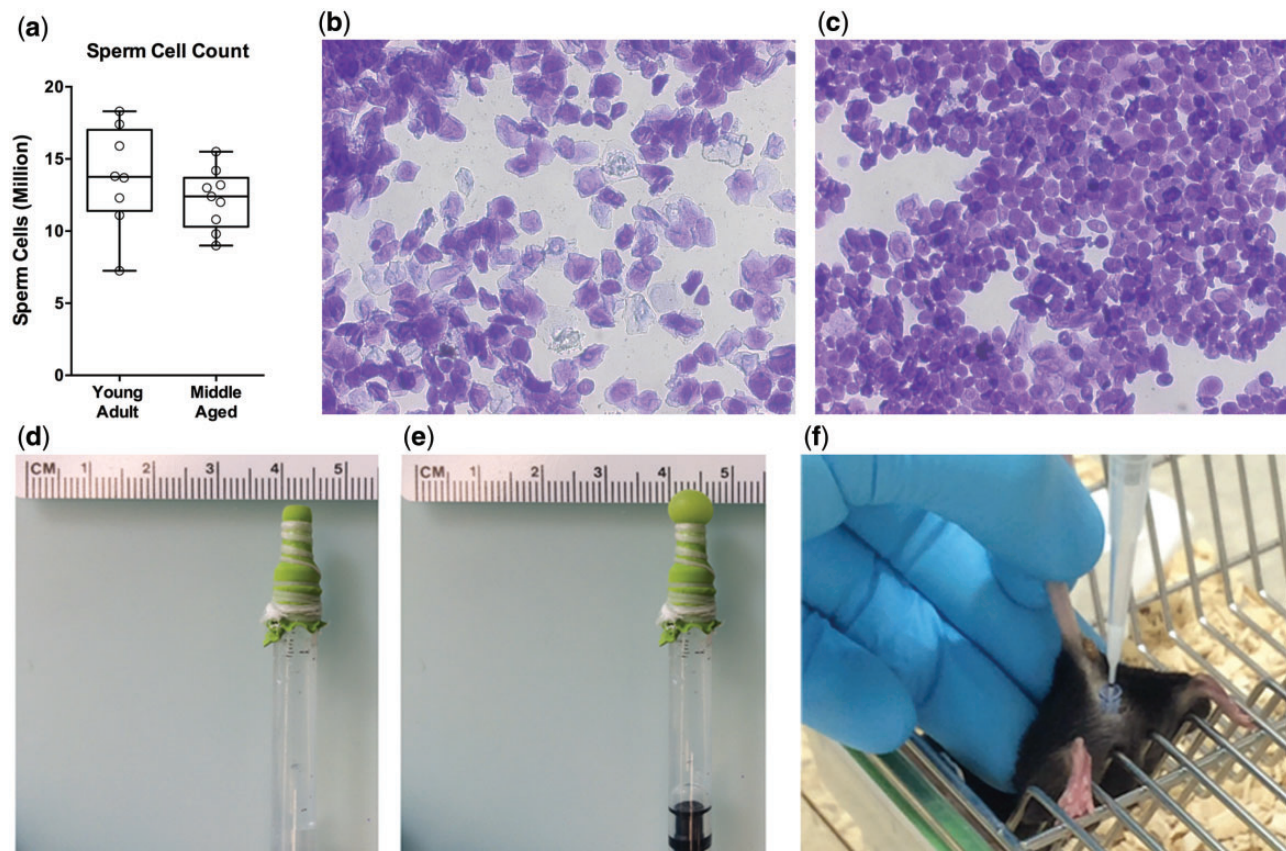 (a)
Sperm Cell Count
Sperm Cells (Million)
20
15
10
5
0
Young
Adult
Middle
Aged
(b)
(c)
(d)
CM 1 2 3 4 5
(e)
CM 1 2 3 4 5
(f)